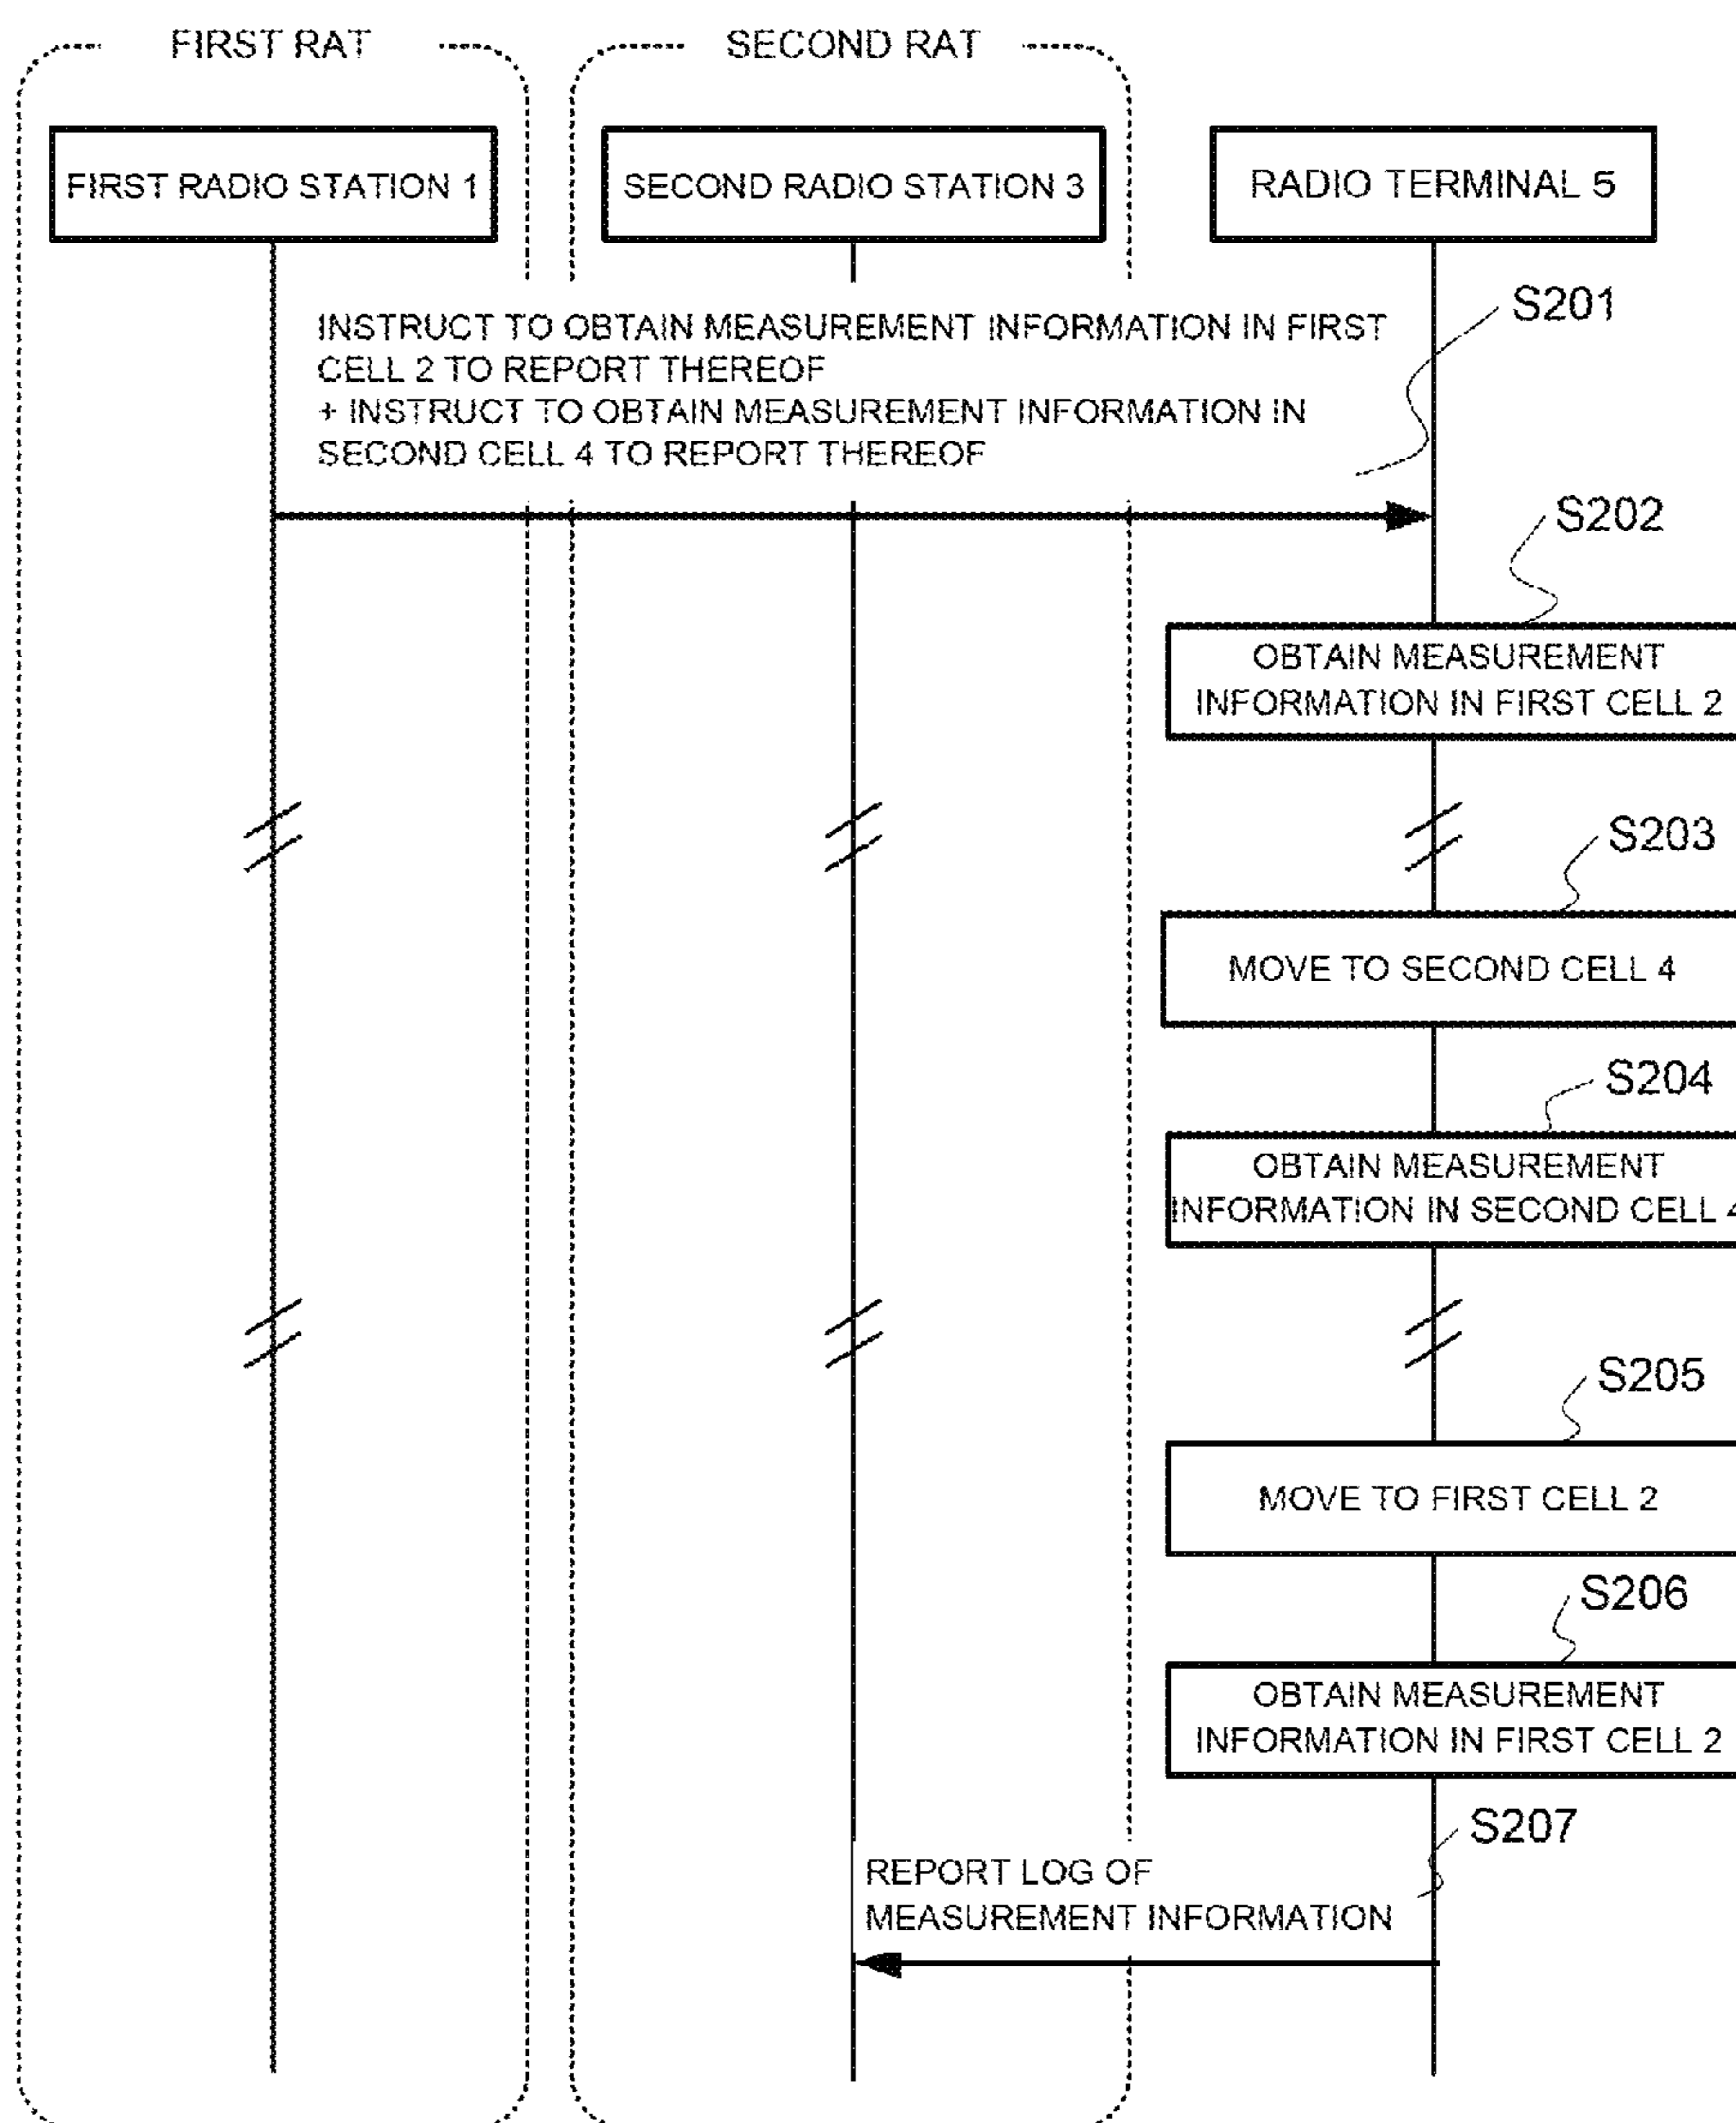 FIRST RAT
SECOND RAT
FIRST RADIO STATION 1
SECOND RADIO STATION 3
RADIO TERMINAL 5
S201
INSTRUCT TO OBTAIN MEASUREMENT INFORMATION IN FIRST
CELL 2 TO REPORT THEREOF
+ INSTRUCT TO OBTAIN MEASUREMENT INFORMATION IN
SECOND CELL 4 TO REPORT THEREOF
S202
OBTAIN MEASUREMENT
INFORMATION IN FIRST CELL 2
S203
MOVE TO SECOND CELL 4
S204
OBTAIN MEASUREMENT
INFORMATION IN SECOND CELL 4
S205
MOVE TO FIRST CELL 2
S206
OBTAIN MEASUREMENT
INFORMATION IN FIRST CELL 2
S207
REPORT LOG OF
MEASUREMENT INFORMATION